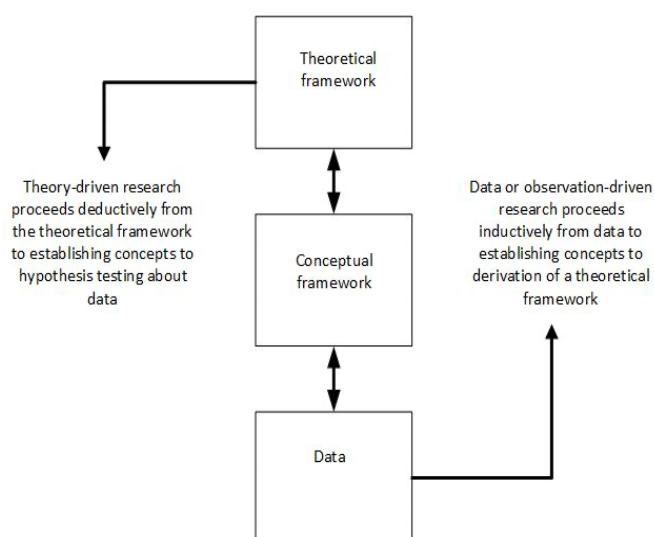 Theoretical
framework
Theory-driven research
proceeds deductively from
the theoretical framework
to establishing concepts to
hypothesis testing about
data
Data or observation-driven
research proceeds
inductively from data to
establishing concepts to
derivation of a theoretical
framework
Conceptual
framework
Data